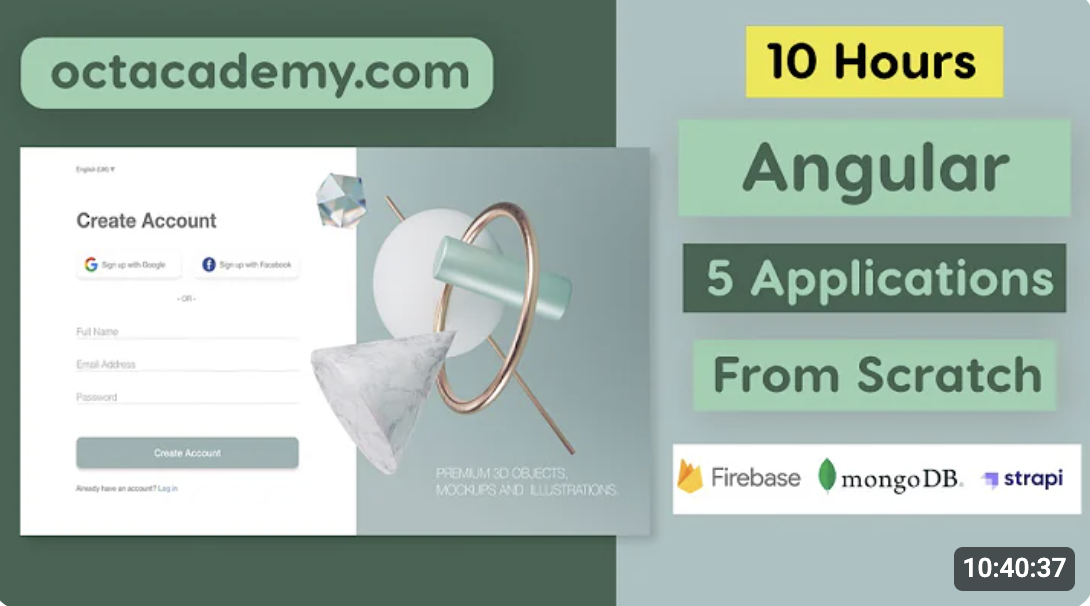 octacademy.com
English (UK)
Create Account
Sign up with Google
Sign up with Facebook
- OR -
Full Name
Email Address
Password
Create Account
Already have an account? Log in
PREMIUM 3D OBJECTS,
MOCKUPS AND ILLUSTRATIONS.
10 Hours
Angular
5 Applications
From Scratch
Firebase
mongoDB.
strapi
10:40:37